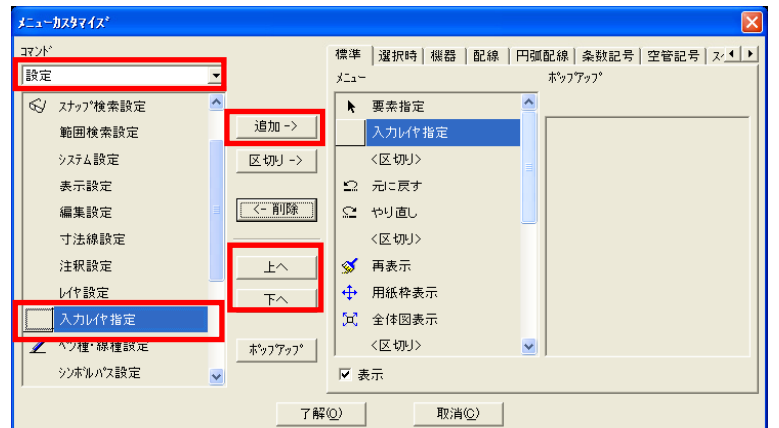 ﾒﾆｭｰｶｽﾀﾏｲｽﾞ
ｺﾏﾝﾄﾞ
設定
ｽﾅｯﾌﾟ検索設定
範囲検索設定
ｼｽﾃﾑ設定
表示設定
編集設定
寸法線設定
注釈設定
ﾚｲﾔ設定
入力ﾚｲﾔ指定
ﾍﾟﾝ種･線種設定
ｼﾝﾎﾞﾙﾊﾟｽ設定
追加 ->
区切り ->
<- 削除
上へ
下へ
ﾎﾟｯﾌﾟｱｯﾌﾟ
標準 選択時 機器 配線 円弧配線 条数記号 空管記号
ﾒﾆｭｰ ﾎﾟｯﾌﾟｱｯﾌﾟ
要素指定
入力ﾚｲﾔ指定
<区切り>
元に戻す
やり直し
<区切り>
再表示
用紙枠表示
全体図表示
<区切り>
表示
了解(O) 取消(C)